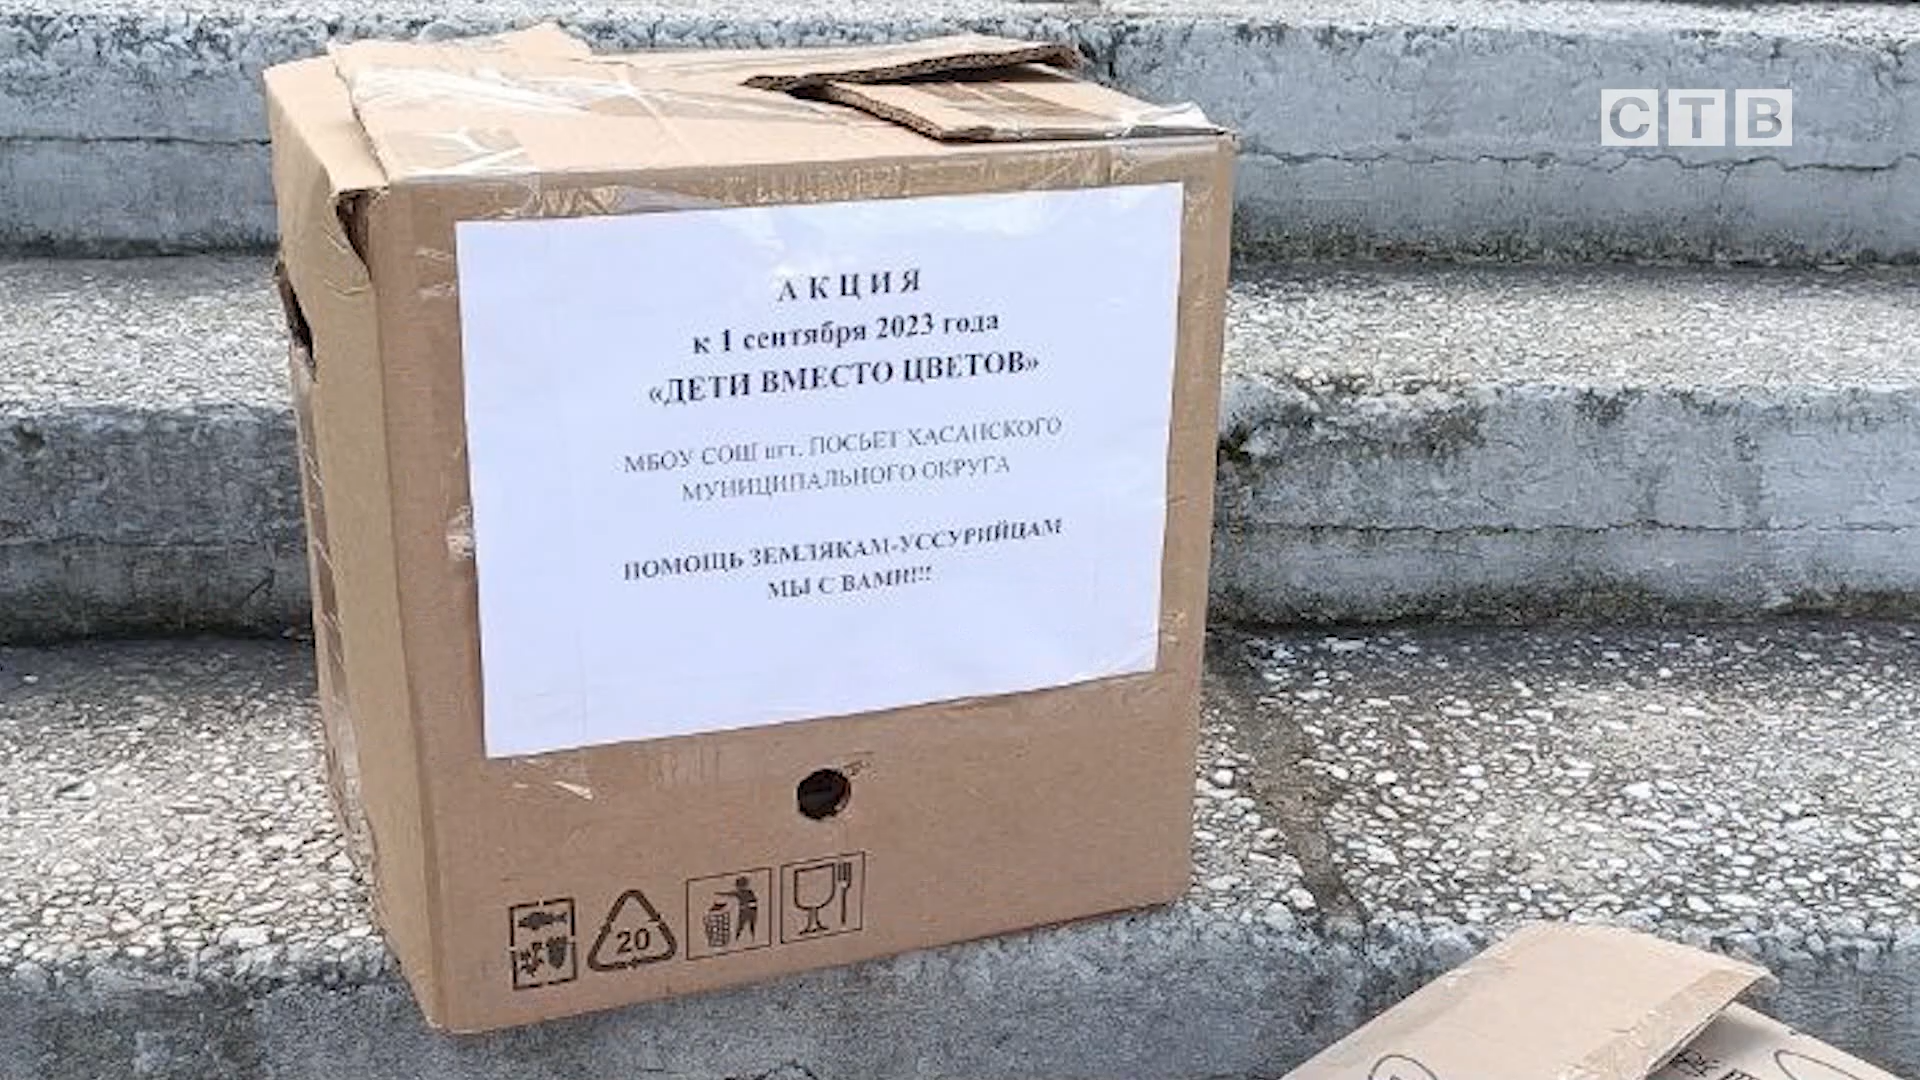 СТВ
АКЦИЯ
к 1 сентября 2023 года
«ДЕТИ ВМЕСТО ЦВЕТОВ»
МБОУ СОШ пгт. ПОСЬЕТ ХАСАНСКОГО
МУНИЦИПАЛЬНОГО ОКРУГА
ПОМОЩЬ ЗЕМЛЯКАМ-УССУРИЙЦАМ
МЫ С ВАМИ!!!
20